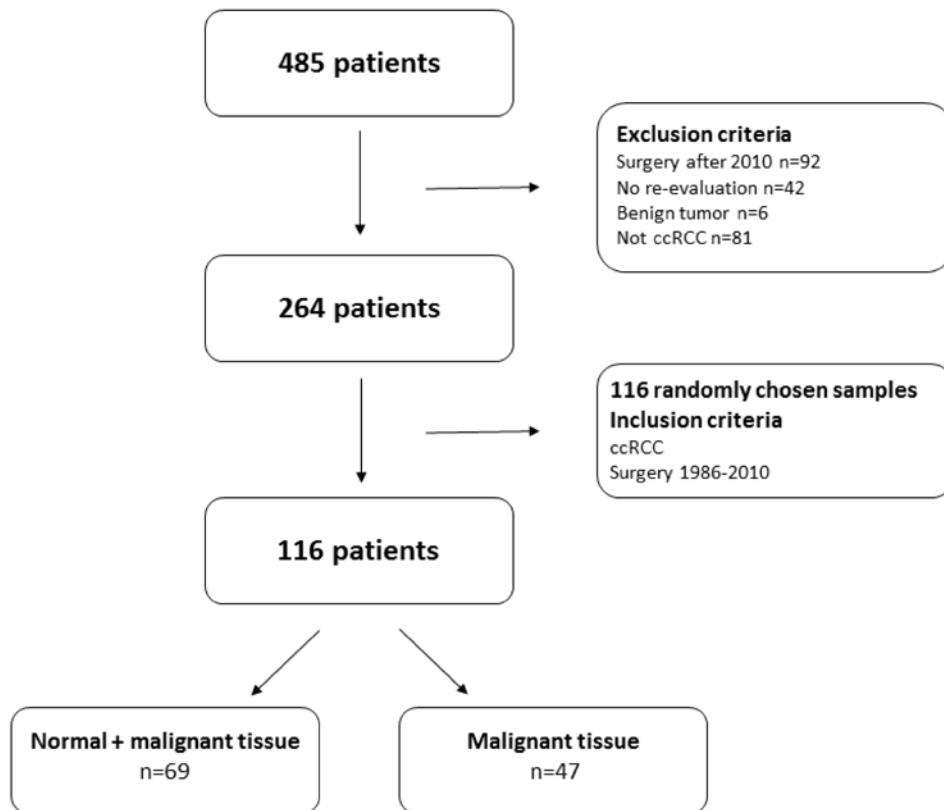 485 patients
Exclusion criteria
Surgery after 2010 n=92
No re-evaluation n=42
Benign tumor n=6
Not ccRCC n=81
264 patients
116 randomly chosen samples
Inclusion criteria
ccRCC
Surgery 1986-2010
116 patients
Normal + malignant tissue
n=69
Malignant tissue
n=47